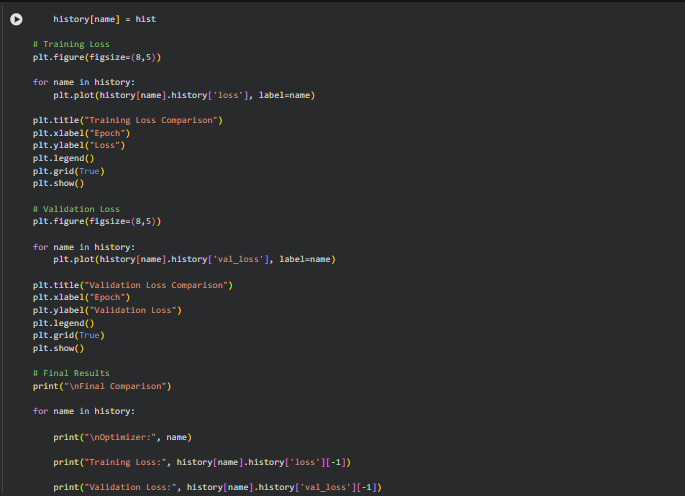 history[name] = hist
# Training Loss
plt.figure(figsize=(8,5))
for name in history:
plt.plot(history[name].history['loss'], label=name)
plt.title("Training Loss Comparison")
plt.xlabel("Epoch")
plt.ylabel("Loss")
plt.legend()
plt.grid(True)
plt.show()
# Validation Loss
plt.figure(figsize=(8,5))
for name in history:
plt.plot(history[name].history['val_loss'], label=name)
plt.title("Validation Loss Comparison")
plt.xlabel("Epoch")
plt.ylabel("Validation Loss")
plt.legend()
plt.grid(True)
plt.show()
# Final Results
print("\nFinal Comparison")
for name in history:
print("\nOptimizer:", name)
print("Training Loss:", history[name].history['loss'][-1])
print("Validation Loss:", history[name].history['val_loss'][-1])